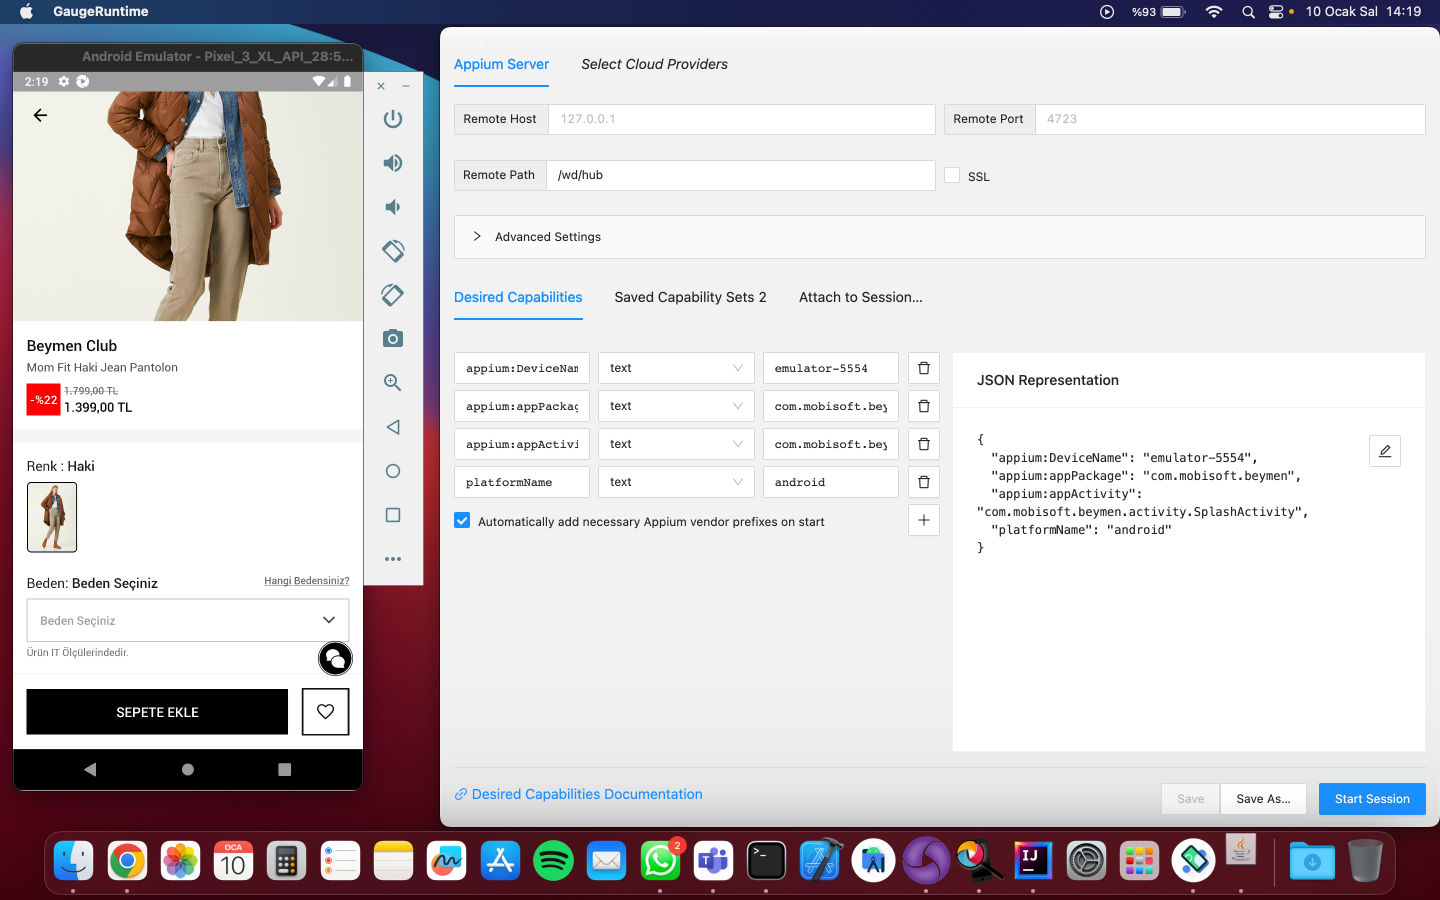 GaugeRuntime
%93
10 Ocak Sal 14:19
Android Emulator - Pixel_3_XL_API_28:5...
2:19
Beymen Club
Mom Fit Haki Jean Pantolon
-%22
1.799,00 TL
1.399,00 TL
Renk : Haki
Beden: Beden Seçiniz
Hangi Bedensiniz?
Beden Seçiniz
Ürün IT Ölçülerindedir.
SEPETE EKLE
Appium Server
Select Cloud Providers
Remote Host
127.0.0.1
Remote Port
4723
Remote Path
/wd/hub
SSL
Advanced Settings
Desired Capabilities
Saved Capability Sets 2
Attach to Session...
appium:DeviceNam
text
emulator-5554
appium:appPackag
text
com.mobisoft.bey
appium:appActivi
text
com.mobisoft.bey
platformName
text
android
Automatically add necessary Appium vendor prefixes on start
JSON Representation
{
"appium:DeviceName": "emulator-5554",
"appium:appPackage": "com.mobisoft.beymen",
"appium:appActivity":
"com.mobisoft.beymen.activity.SplashActivity",
"platformName": "android"
}
Desired Capabilities Documentation
Save
Save As...
Start Session
OCA
10
2
IJ